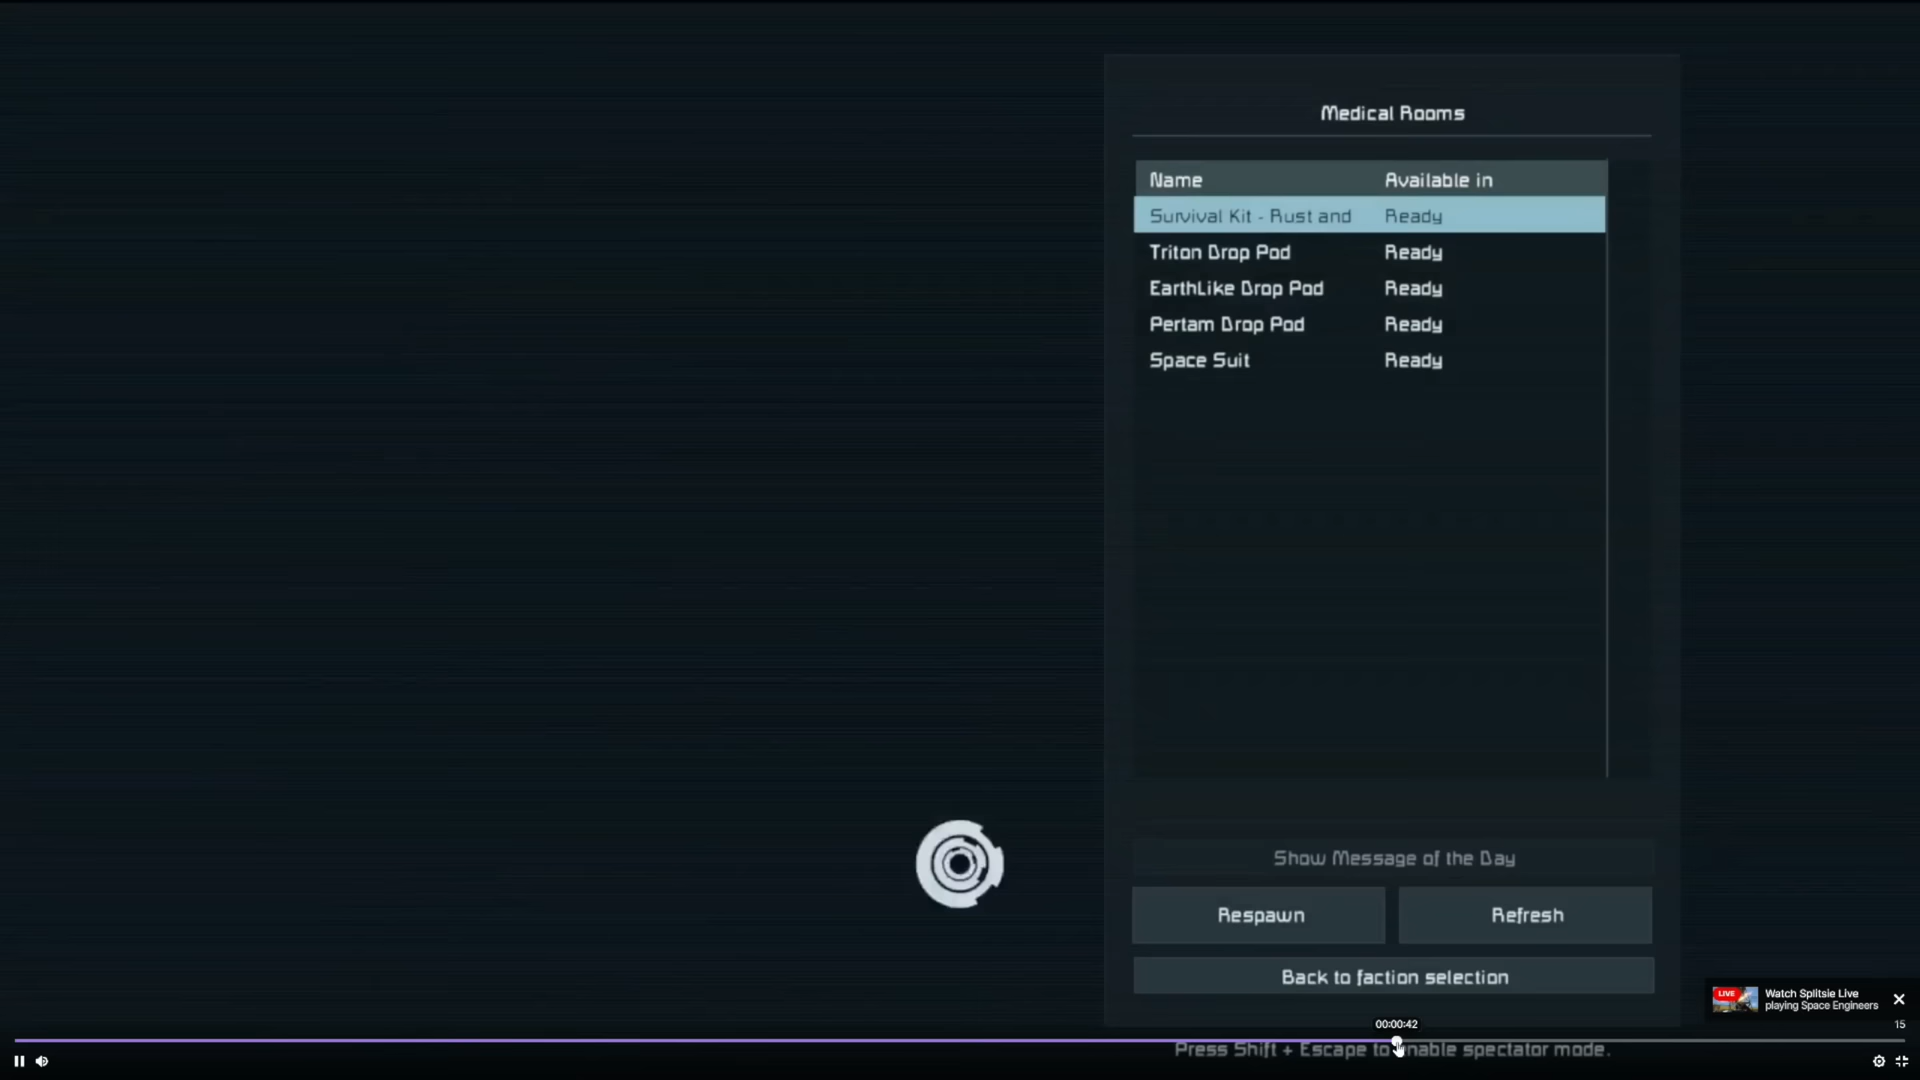 Medical Rooms
Name Available in
Survival Kit - Rust and Ready
Triton Drop Pod Ready
EarthLike Drop Pod Ready
Pertam Drop Pod Ready
Space Suit Ready
Show Message of the Day
Respawn Refresh
Back to faction selection
LIVE Watch Splitsie Live
playing Space Engineers
00:00:42
15
Press Shift + Escape to enable spectator mode.